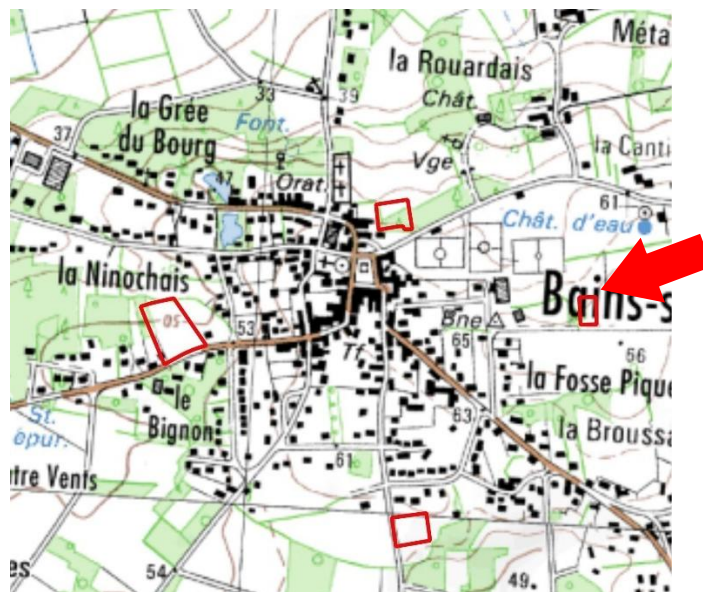 Méta
la Rouardais
Chât.
33
39
la Grée
du Bourg
Font.
37
47
Orat.
Vge
la Canti
61
Chât. d'eau
la Ninochais
50
53
Bains-s
Bne
65
56
Tf
la Fosse Pique
63
la Broussa
le
Bignon
St.
épur.
61
tre Vents
es
54
49